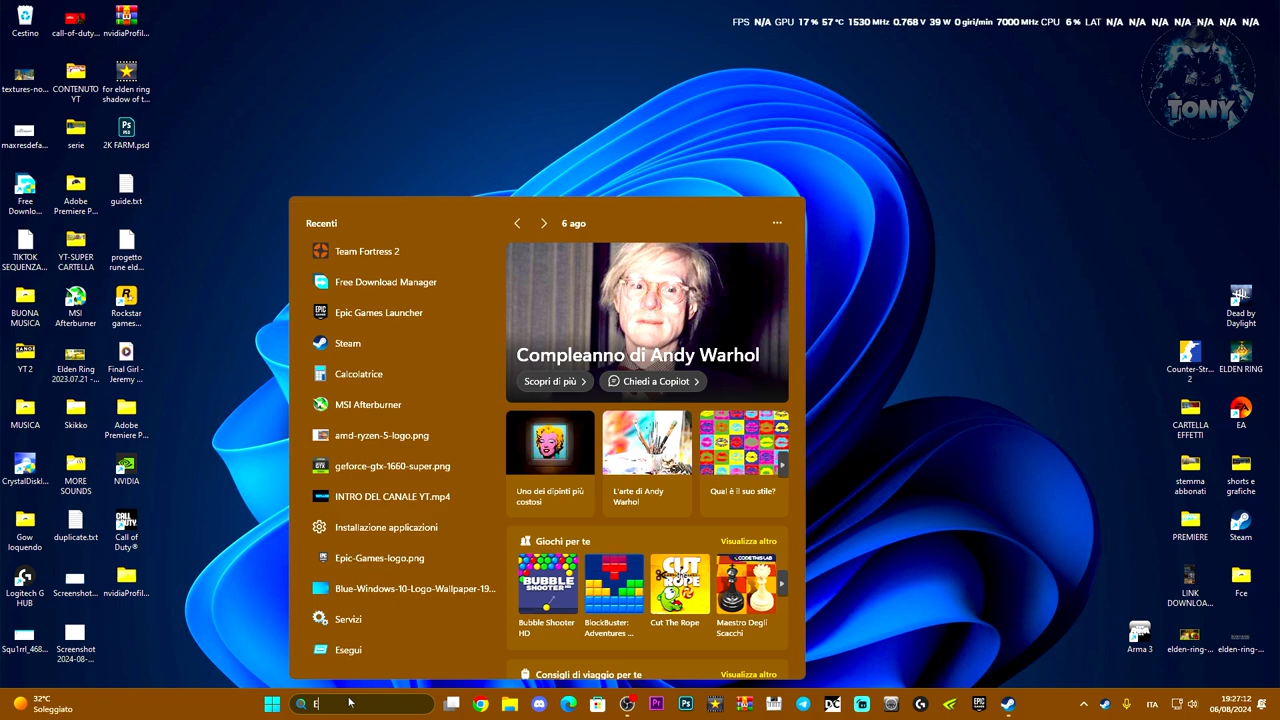 FPS N/A GPU 17 % 57 °C 1530 MHz 0.768 V 39 W 0 giri/min 7000 MHz CPU 6 % LAT N/A N/A N/A N/A N/A N/A N/A
TONY
Cestino
call-of-duty...
nvidiaProfil...
textures-no...
CONTENUTO YT
for elden ring shadow of t...
maxresdefa...
serie
2K FARM.psd
Free Downlo...
Adobe Premiere P...
guide.txt
TIKTOK SEQUENZA...
YT-SUPER CARTELLA
progetto rune eld...
BUONA MUSICA
MSI Afterburner
Rockstar games...
YT 2
Elden Ring 2023.07.21 -...
Final Girl - Jeremy ...
MUSICA
Skikko
Adobe Premiere P...
CrystalDiskI...
MORE SOUNDS
NVIDIA
Gow loquendo
duplicate.txt
Call of Duty®
Logitech G HUB
Screenshot...
nvidiaProfil...
Squ1rrl_468...
Screenshot 2024-08-...
Recenti
Team Fortress 2
Free Download Manager
Epic Games Launcher
Steam
Calcolatrice
MSI Afterburner
amd-ryzen-5-logo.png
geforce-gtx-1660-super.png
INTRO DEL CANALE YT.mp4
Installazione applicazioni
Epic-Games-logo.png
Blue-Windows-10-Logo-Wallpaper-19...
Servizi
Esegui
6 ago
Compleanno di Andy Warhol
Scopri di più
Chiedi a Copilot
Uno dei dipinti più costosi
L'arte di Andy Warhol
Qual è il suo stile?
Giochi per te
Visualizza altro
BUBBLE SHOOTER
CUT THE ROPE
CODETHISLAB
Bubble Shooter HD
BlockBuster: Adventures ...
Cut The Rope
Maestro Degli Scacchi
Consigli di viaggio per te
Visualizza altro
Dead by Daylight
Counter-Str... 2
ELDEN RING
CARTELLA EFFETTI
EA
stemma abbonati
shorts e grafiche
PREMIERE
Steam
LINK DOWNLOA...
Fce
Arma 3
elden-ring-...
elden-ring-...
32°C
Soleggiato
E
ITA
19:27:12
06/08/2024